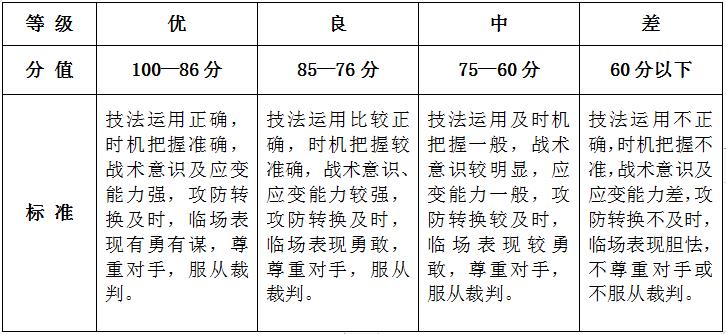 等级 优 良 中 差
分值 100—86分 85—76分 75—60分 60分以下
标准
技法运用正确，
时机把握准确，
战术意识及应变
能力强，攻防转
换及时，临场表
现有勇有谋，尊
重对手，服从裁
判。
技法运用比较正
确，时机把握较
准确，战术意识、
应变能力较强，
攻防转换及时，
临场表现勇敢，
尊重对手，服从
裁判。
技法运用及时机
把握一般，战术
意识较明显，应
变能力一般，攻
防转换较及时，
临场表现较勇
敢，尊重对手，
服从裁判。
技法运用不正
确，时机把握不
准，战术意识及
应变能力差，攻
防转换不及时，
临场表现胆怯，
不尊重对手或
不服从裁判。